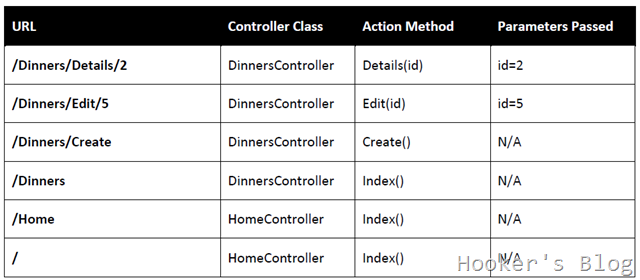 URL Controller Class Action Method Parameters Passed
/Dinners/Details/2 DinnersController Details(id) id=2
/Dinners/Edit/5 DinnersController Edit(id) id=5
/Dinners/Create DinnersController Create() N/A
/Dinners DinnersController Index() N/A
/Home HomeController Index() N/A
/ HomeController Index() N/A
Hooker's Blog